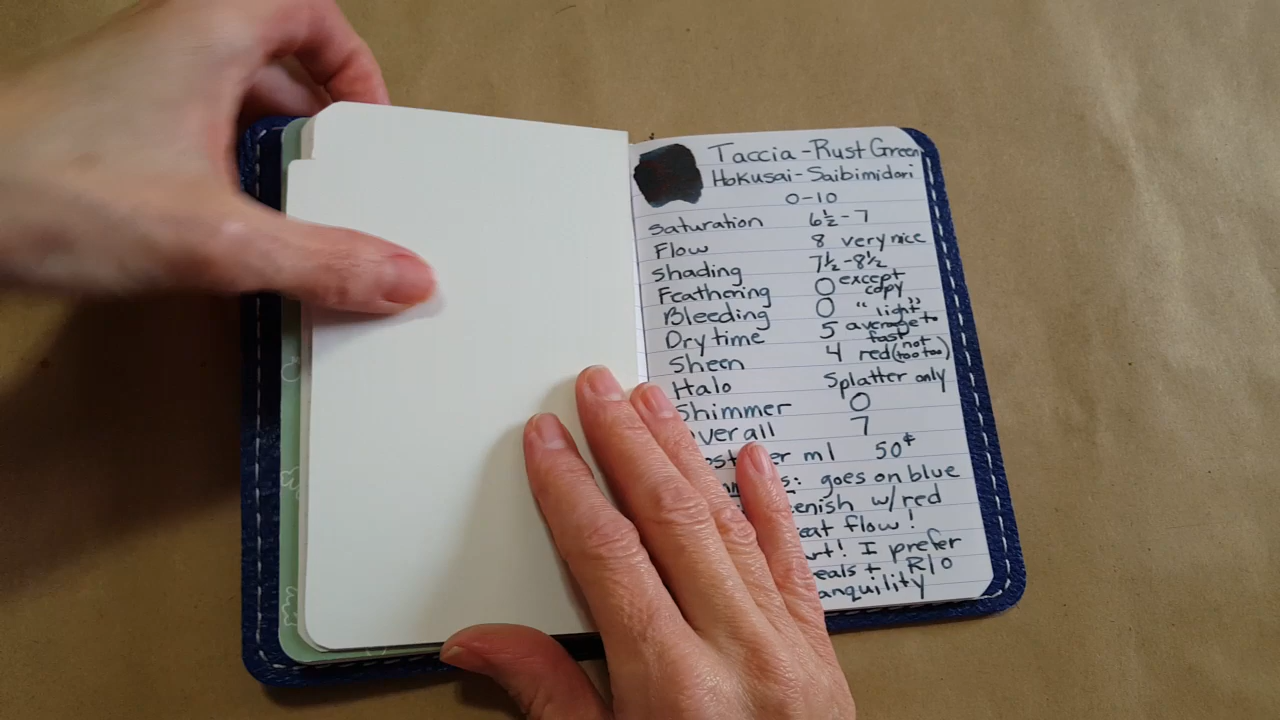 Taccia - Rust Green
Hokusai - Saibimidori
0-10
Saturation 6½ - 7
Flow 8 very nice
Shading 7½ - 8½
Feathering 0 except copy
Bleeding 0 " light"
Dry time 5 average to fast
Sheen 4 red (not too too)
Halo Splatter only
Shimmer 0
verall 7
er ml 50¢
s: goes on blue
enish w/red
eat flow!
rt! I prefer
eals + R/O
anquility